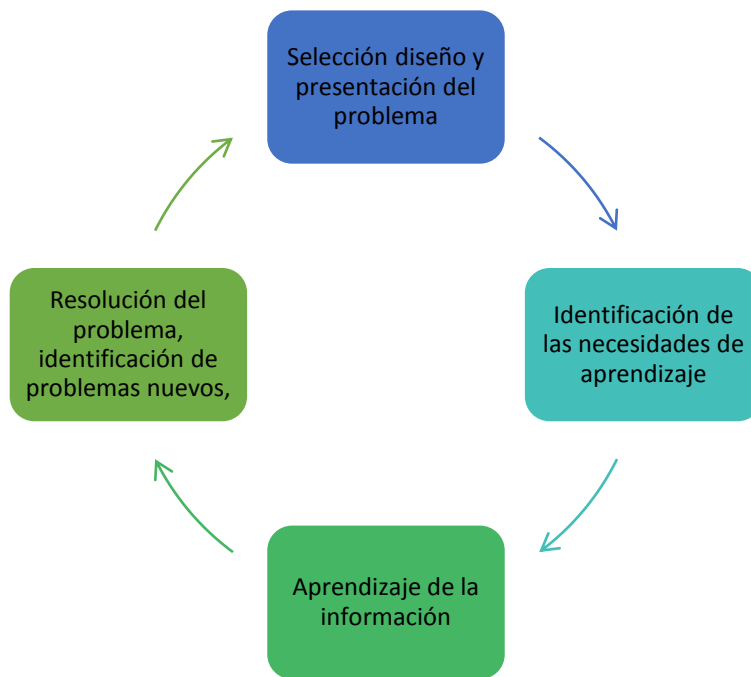 Selección diseño y
presentación del
problema
Identificación de
las necesidades de
aprendizaje
Aprendizaje de la
información
Resolución del
problema,
identificación de
problemas nuevos,